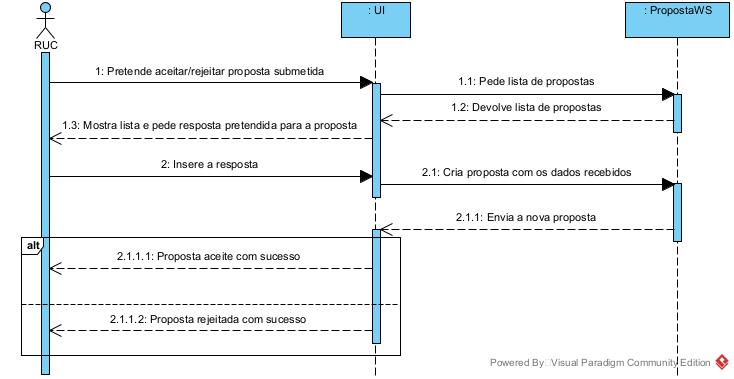 : UI
: PropostaWS
RUC
1: Pretende aceitar/rejeitar proposta submetida
1.1: Pede lista de propostas
1.2: Devolve lista de propostas
1.3: Mostra lista e pede resposta pretendida para a proposta
2: Insere a resposta
2.1: Cria proposta com os dados recebidos
2.1.1: Envia a nova proposta
alt
2.1.1.1: Proposta aceite com sucesso
2.1.1.2: Proposta rejeitada com sucesso
Powered By Visual Paradigm Community Edition